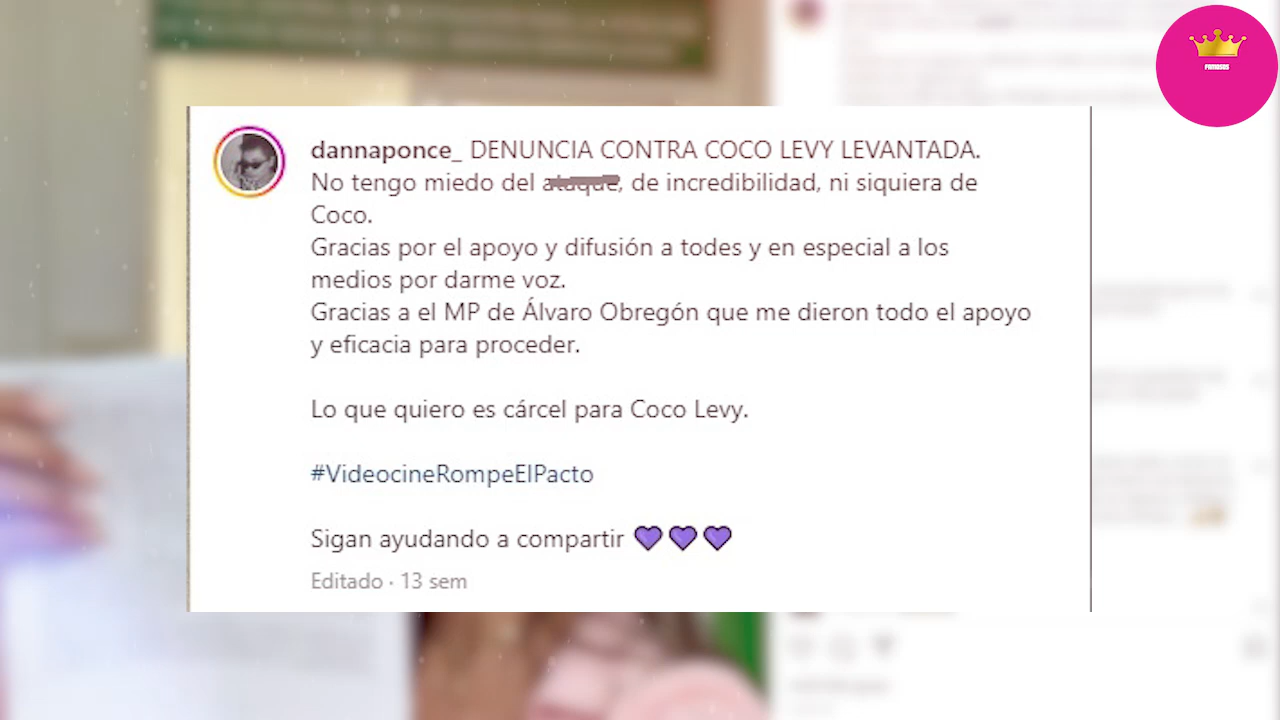 FAMOSOS
dannaponce_ DENUNCIA CONTRA COCO LEVY LEVANTADA.
No tengo miedo del ataque, de incredibilidad, ni siquiera de
Coco.
Gracias por el apoyo y difusión a todes y en especial a los
medios por darme voz.
Gracias a el MP de Álvaro Obregón que me dieron todo el apoyo
y eficacia para proceder.
Lo que quiero es cárcel para Coco Levy.
#VideocineRompeElPacto
Sigan ayudando a compartir 💜💜💜
Editado · 13 sem